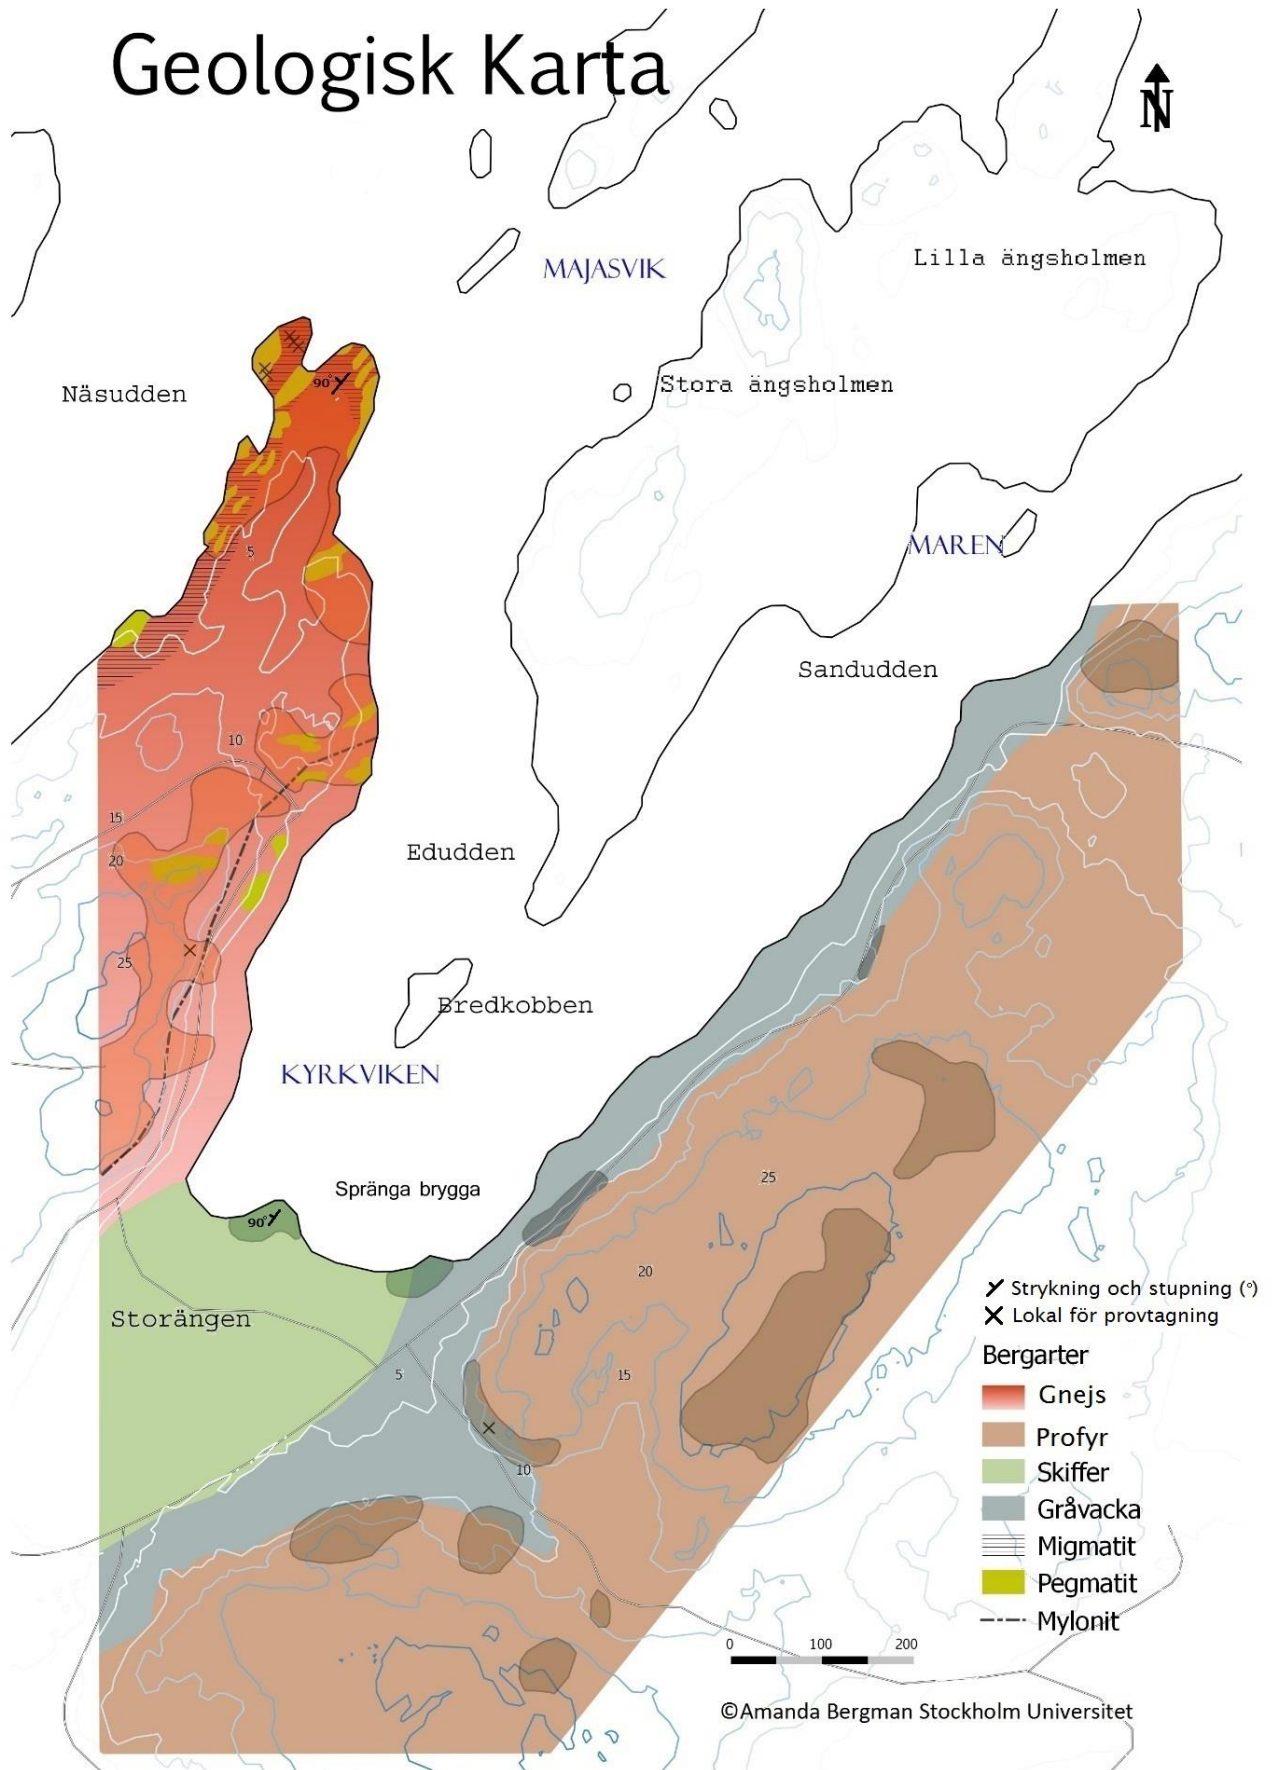 Geologisk Karta
N
MAJASVIK
Lilla ängsholmen
Näsudden
90°
Stora ängsholmen
5
MAREN
Sandudden
10
15
20
Edudden
25
Bredkobben
KYRKVIKEN
Spränga brygga
25
90°
20
Storängen
5
15
10
Strykning och stupning (°)
Lokal för provtagning
Bergarter
Gnejs
Profyr
Skiffer
Gråvacka
Migmatit
Pegmatit
Mylonit
0 100 200
©Amanda Bergman Stockholm Universitet